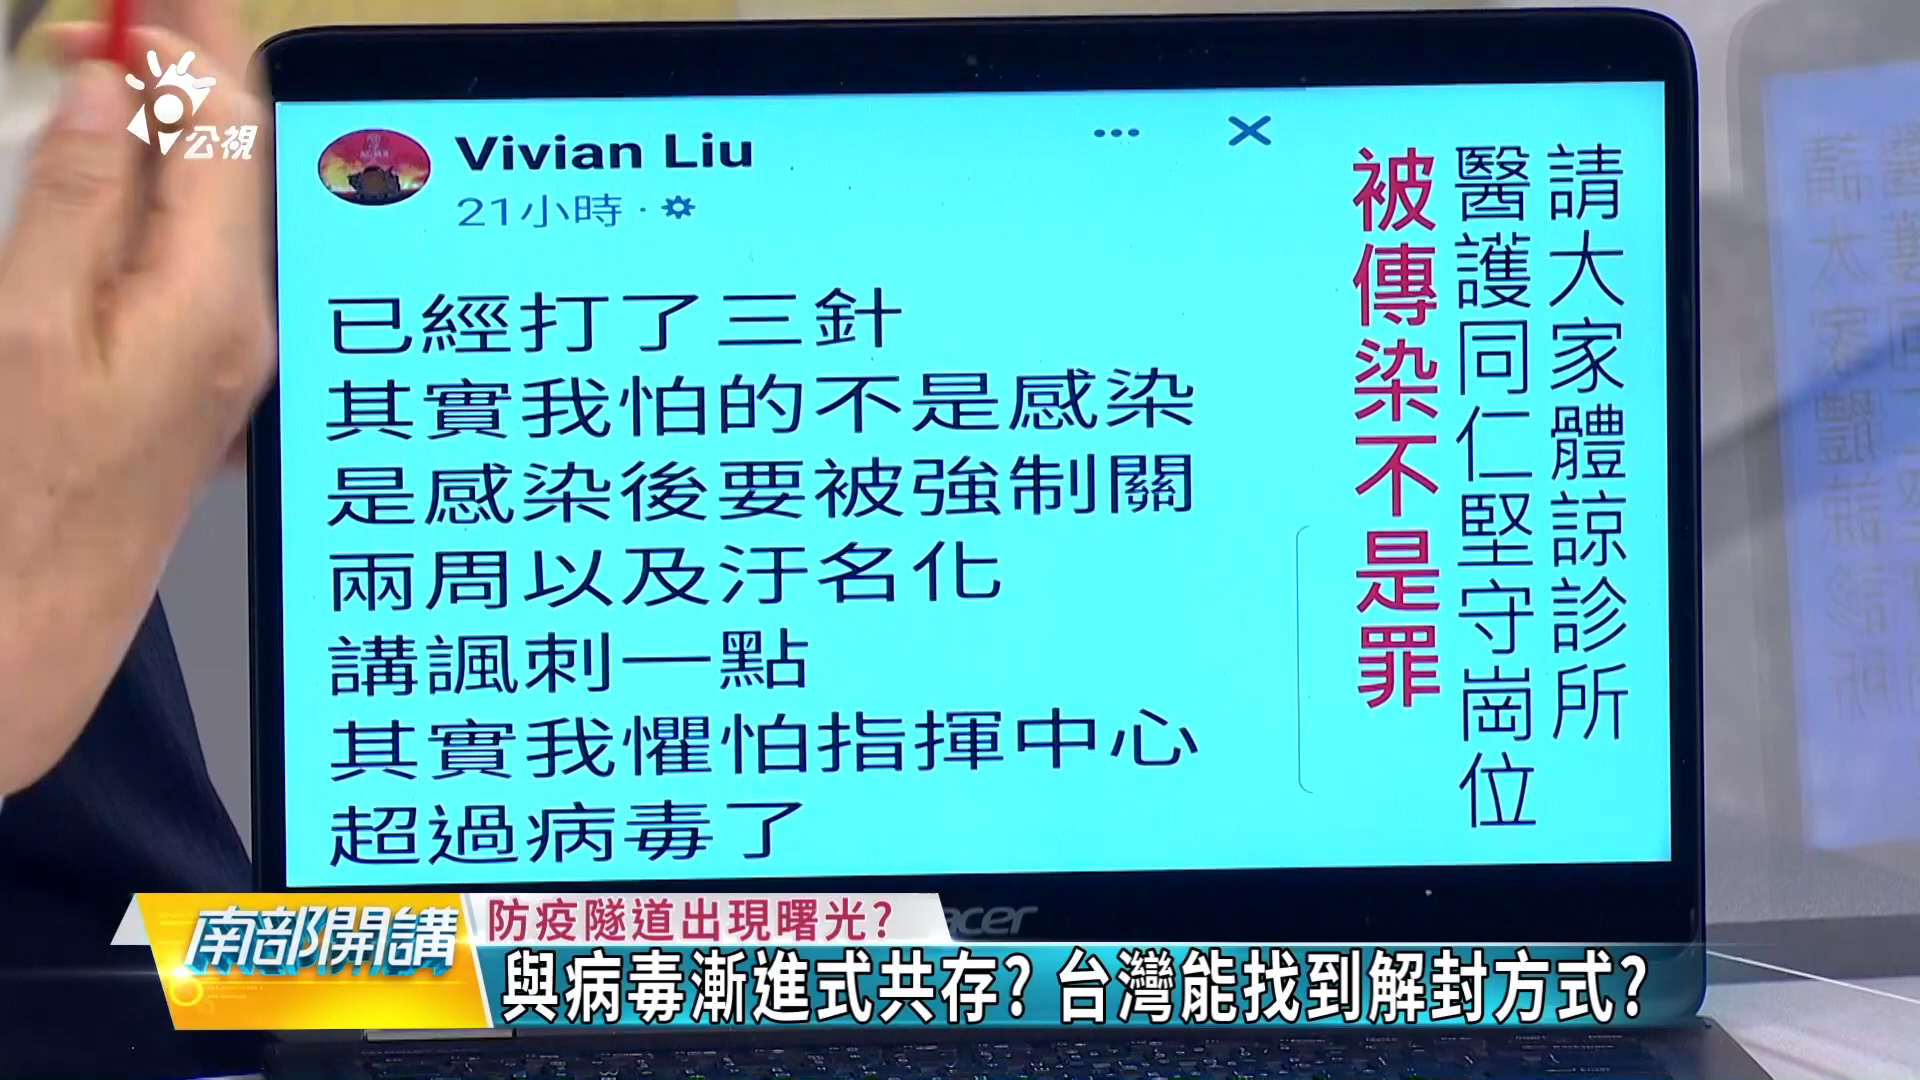 公視
Vivian Liu
21小時
已經打了三針
其實我怕的不是感染
是感染後要被強制關
兩周以及汙名化
講諷刺一點
其實我懼怕指揮中心
超過病毒了
請大家體諒診所
醫護同仁堅守崗位
被傳染不是罪
acer
南部開講
防疫隧道出現曙光?
與病毒漸進式共存? 台灣能找到解封方式?